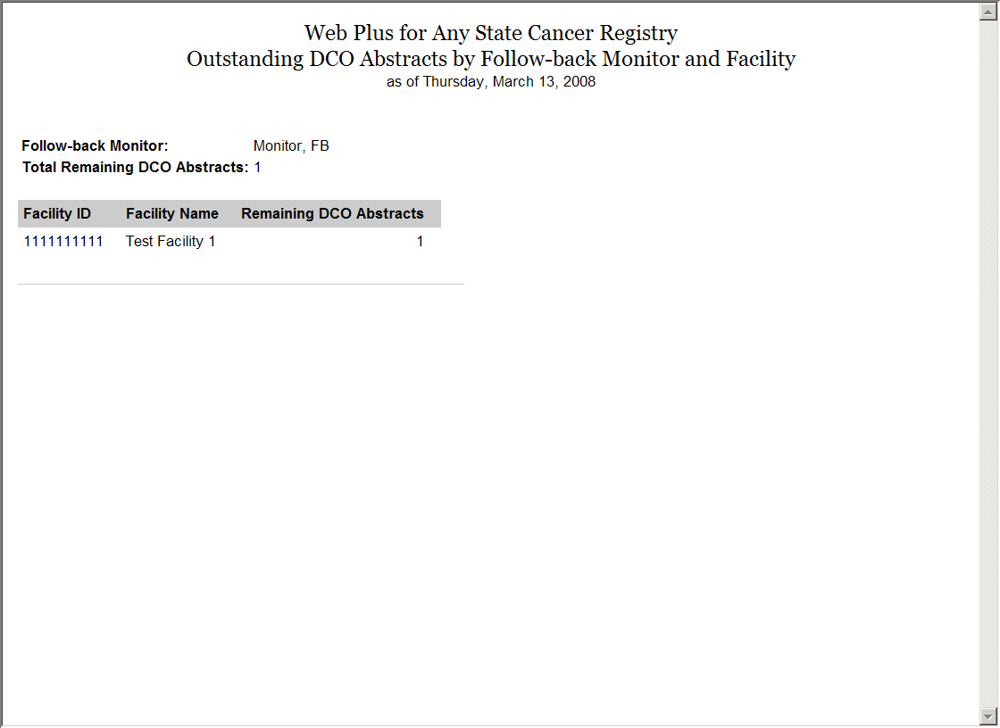 Web Plus for Any State Cancer Registry
Outstanding DCO Abstracts by Follow-back Monitor and Facility
as of Thursday, March 13, 2008
Follow-back Monitor: Monitor, FB
Total Remaining DCO Abstracts: 1
Facility ID Facility Name Remaining DCO Abstracts
1111111111 Test Facility 1 1